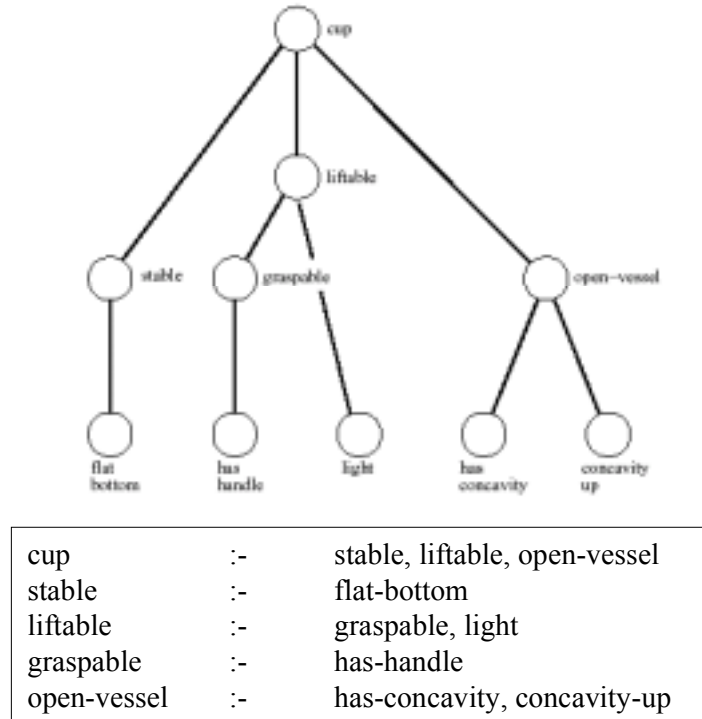 cup
liftable
stable
graspable
open-vessel
flat
bottom
has
handle
light
has
concavity
concavity
up
cup :- stable, liftable, open-vessel
stable :- flat-bottom
liftable :- graspable, light
graspable :- has-handle
open-vessel :- has-concavity, concavity-up